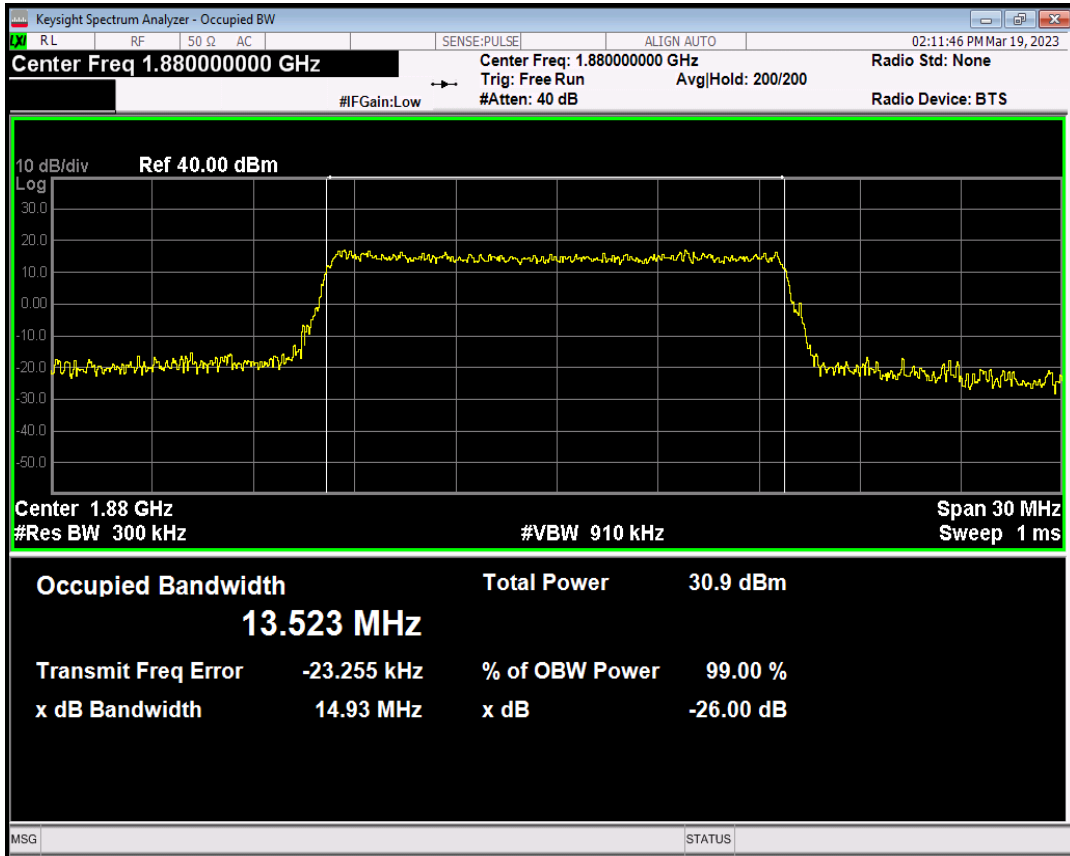 Keysight Spectrum Analyzer - Occupied BW
LXI RL RF 50 Ω AC SENSE:PULSE ALIGN AUTO 02:11:46 PM Mar 19, 2023
Center Freq 1.880000000 GHz Center Freq: 1.880000000 GHz Radio Std: None
Trig: Free Run Avg|Hold: 200/200
#IFGain:Low #Atten: 40 dB Radio Device: BTS
10 dB/div Ref 40.00 dBm
Log
30.0
20.0
10.0
0.00
-10.0
-20.0
-30.0
-40.0
-50.0
Center 1.88 GHz Span 30 MHz
#Res BW 300 kHz #VBW 910 kHz Sweep 1 ms
Occupied Bandwidth Total Power 30.9 dBm
13.523 MHz
Transmit Freq Error -23.255 kHz % of OBW Power 99.00 %
x dB Bandwidth 14.93 MHz x dB -26.00 dB
MSG STATUS